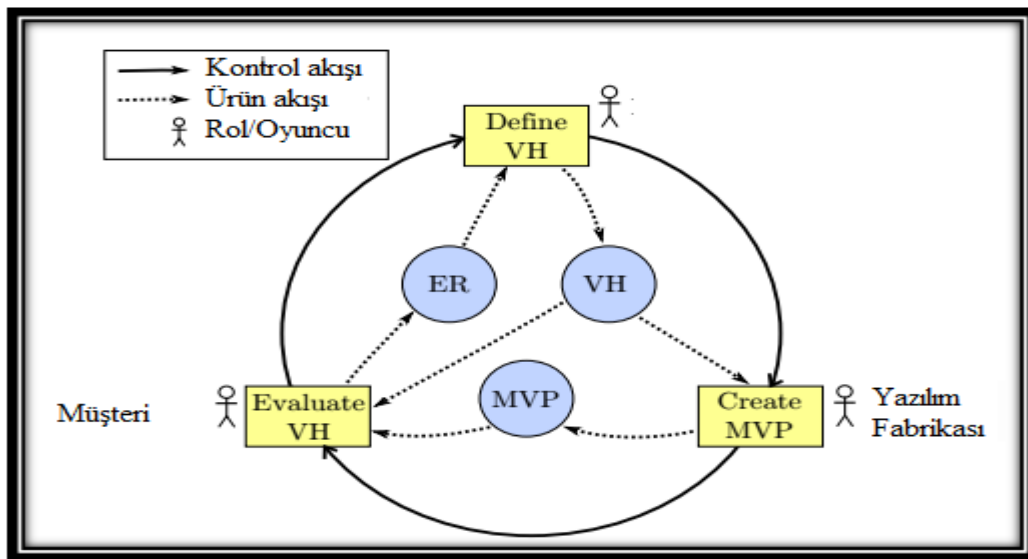 Kontrol akışı
Ürün akışı
Rol/Oyuncu
Define
VH
:
ER
VH
MVP
Müşteri
Evaluate
VH
Create
MVP
Yazılım
Fabrikası